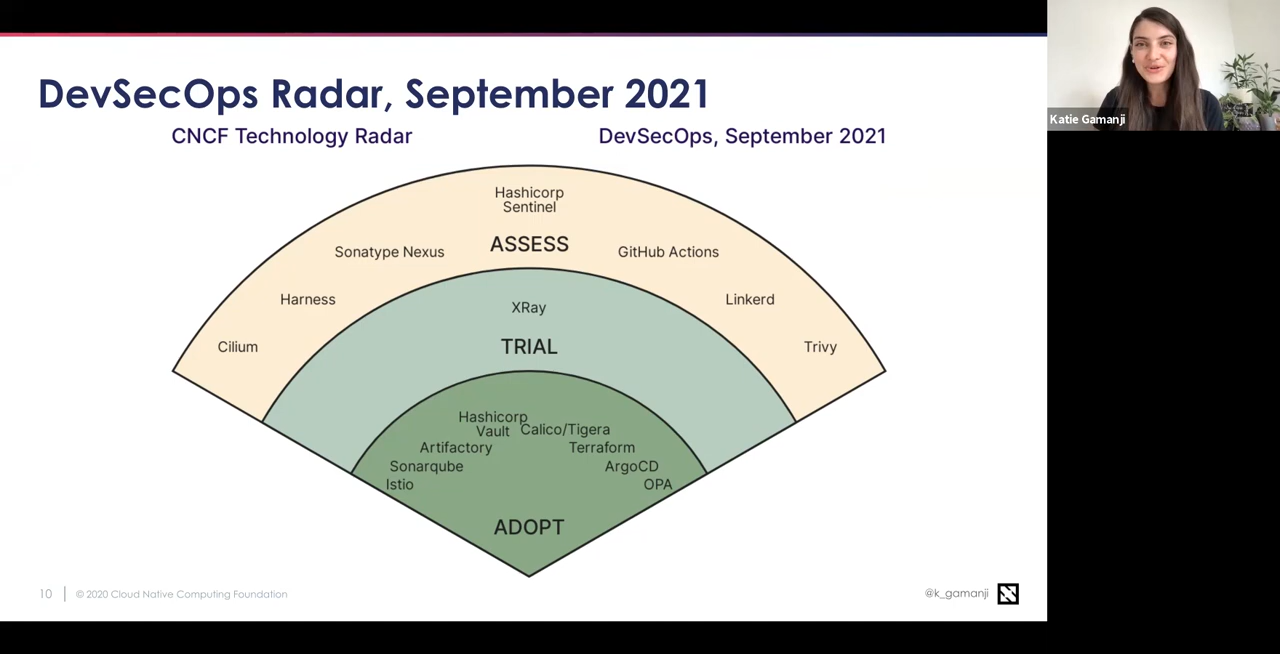 DevSecOps Radar, September 2021
CNCF Technology Radar
DevSecOps, September 2021
Katie Gamanji
Hashicorp
Sentinel
ASSESS
Sonatype Nexus
GitHub Actions
Harness
Linkerd
Cilium
Trivy
XRay
TRIAL
Hashicorp
Vault
Calico/Tigera
Artifactory
Terraform
Sonarqube
ArgoCD
Istio
OPA
ADOPT
10
© 2020 Cloud Native Computing Foundation
@k_gamanji